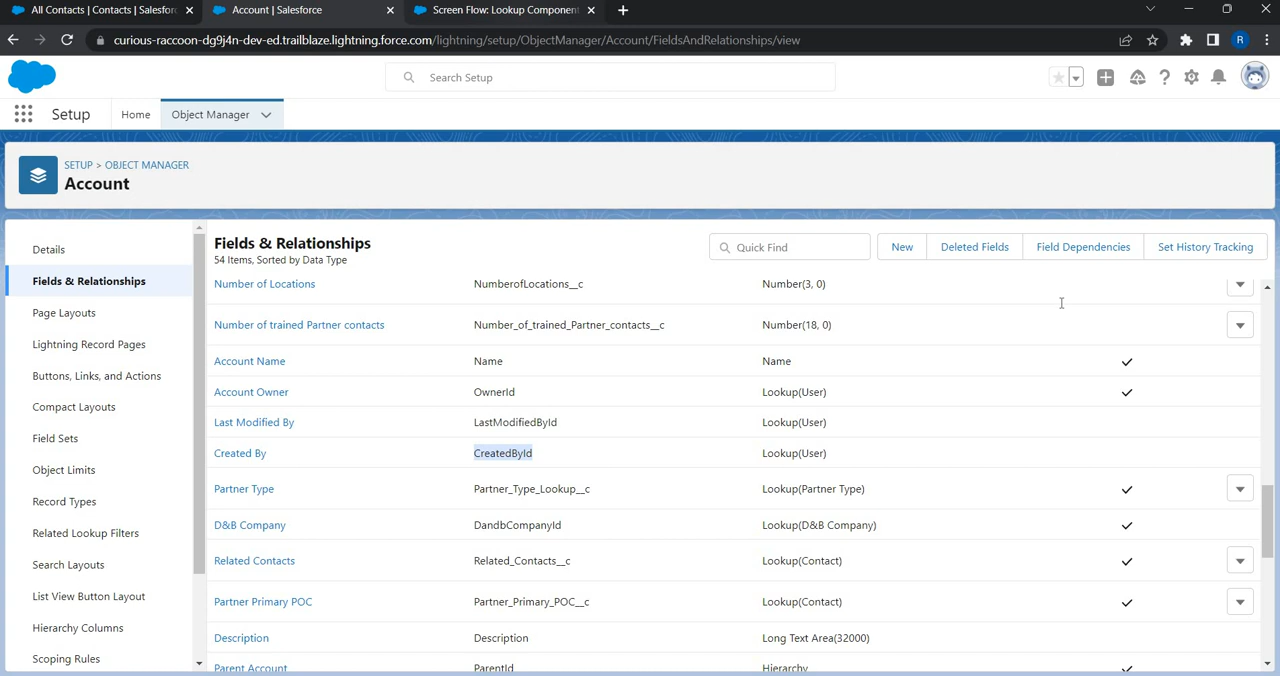 All Contacts | Contacts | Salesfor
Account | Salesforce
Screen Flow: Lookup Component
curious-raccoon-dg9j4n-dev-ed.trailblaze.lightning.force.com/lightning/setup/ObjectManager/Account/FieldsAndRelationships/view
R
Search Setup
Setup
Home
Object Manager
SETUP > OBJECT MANAGER
Account
Details
Fields & Relationships
Page Layouts
Lightning Record Pages
Buttons, Links, and Actions
Compact Layouts
Field Sets
Object Limits
Record Types
Related Lookup Filters
Search Layouts
List View Button Layout
Hierarchy Columns
Scoping Rules
Fields & Relationships
54 Items, Sorted by Data Type
Quick Find
New
Deleted Fields
Field Dependencies
Set History Tracking
Number of Locations NumberofLocations__c Number(3, 0)
Number of trained Partner contacts Number_of_trained_Partner_contacts__c Number(18, 0)
Account Name Name Name
Account Owner OwnerId Lookup(User)
Last Modified By LastModifiedById Lookup(User)
Created By CreatedById Lookup(User)
Partner Type Partner_Type_Lookup__c Lookup(Partner Type)
D&B Company DandbCompanyId Lookup(D&B Company)
Related Contacts Related_Contacts__c Lookup(Contact)
Partner Primary POC Partner_Primary_POC__c Lookup(Contact)
Description Description Long Text Area(32000)
Parent Account ParentId Hierarchy